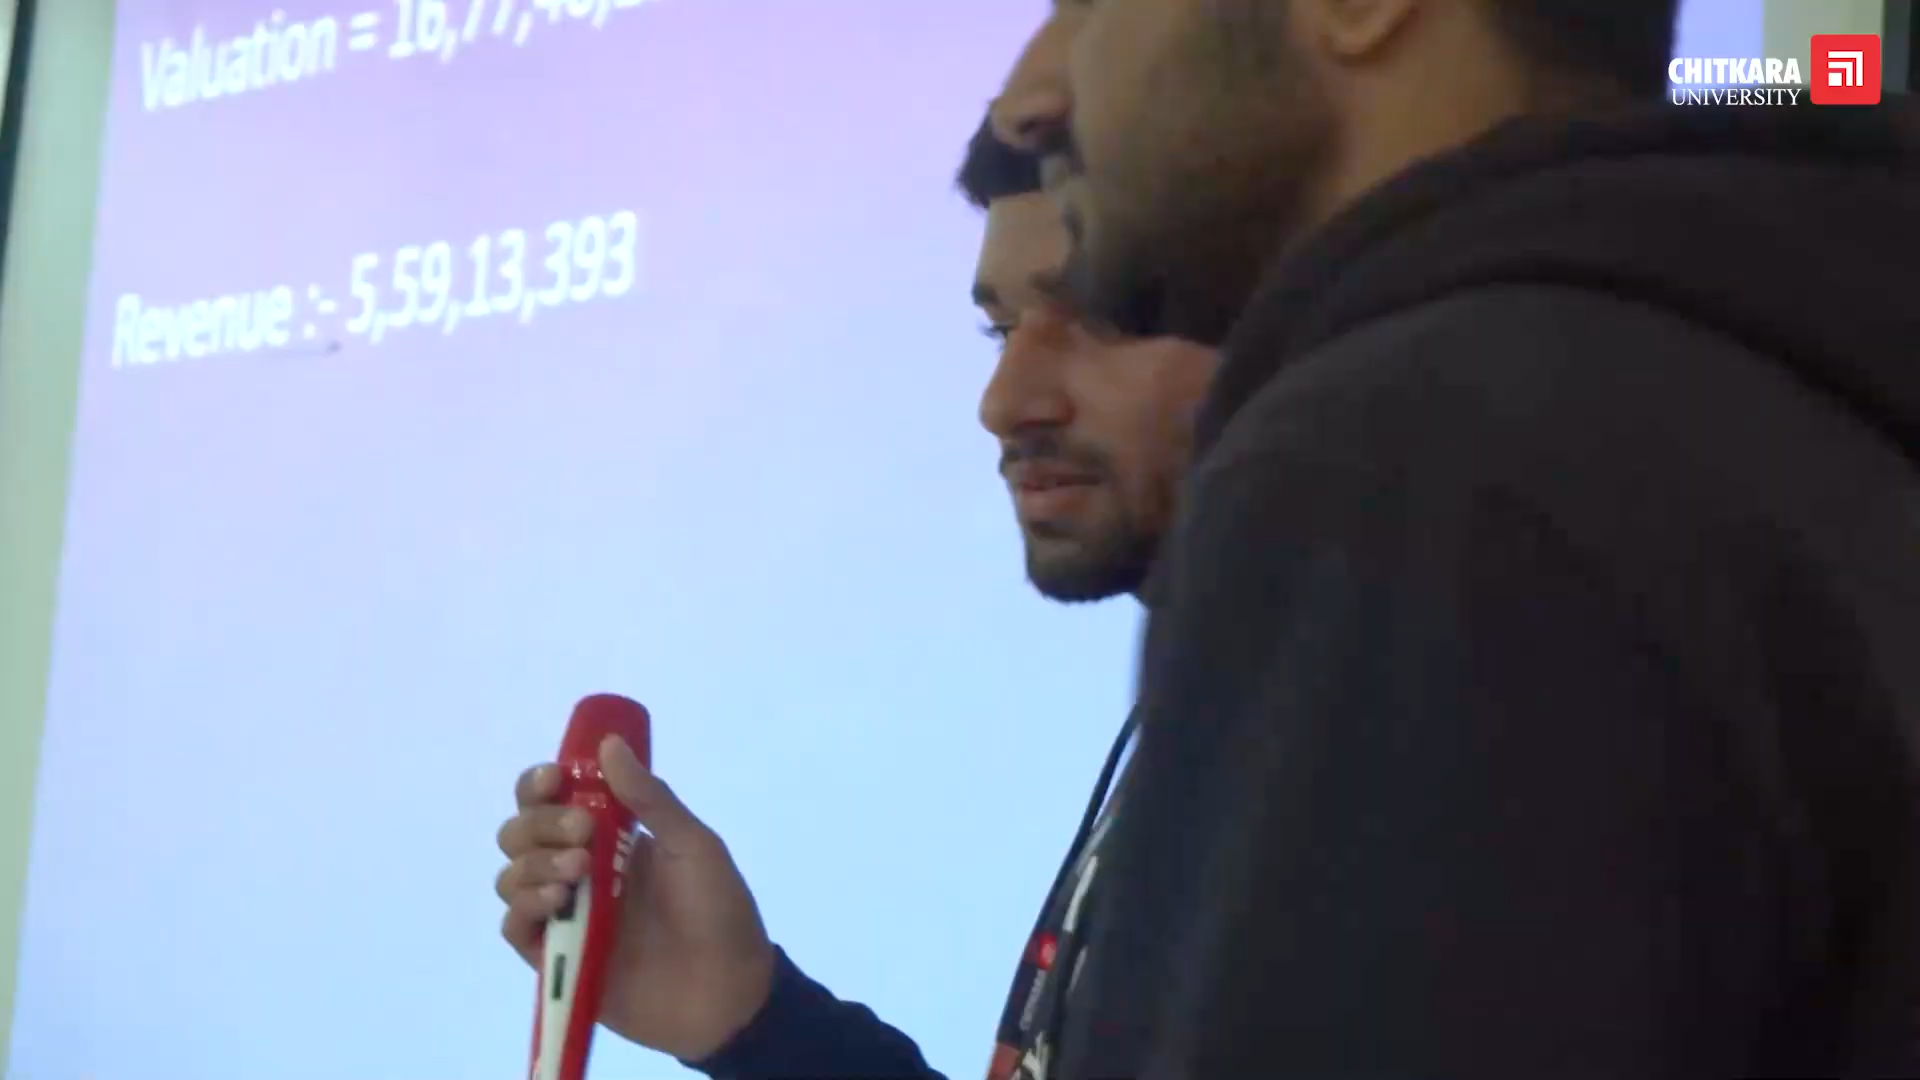 Valuation = 16,77,
Revenue :- 5,59,13,393
CHITKARA
UNIVERSITY